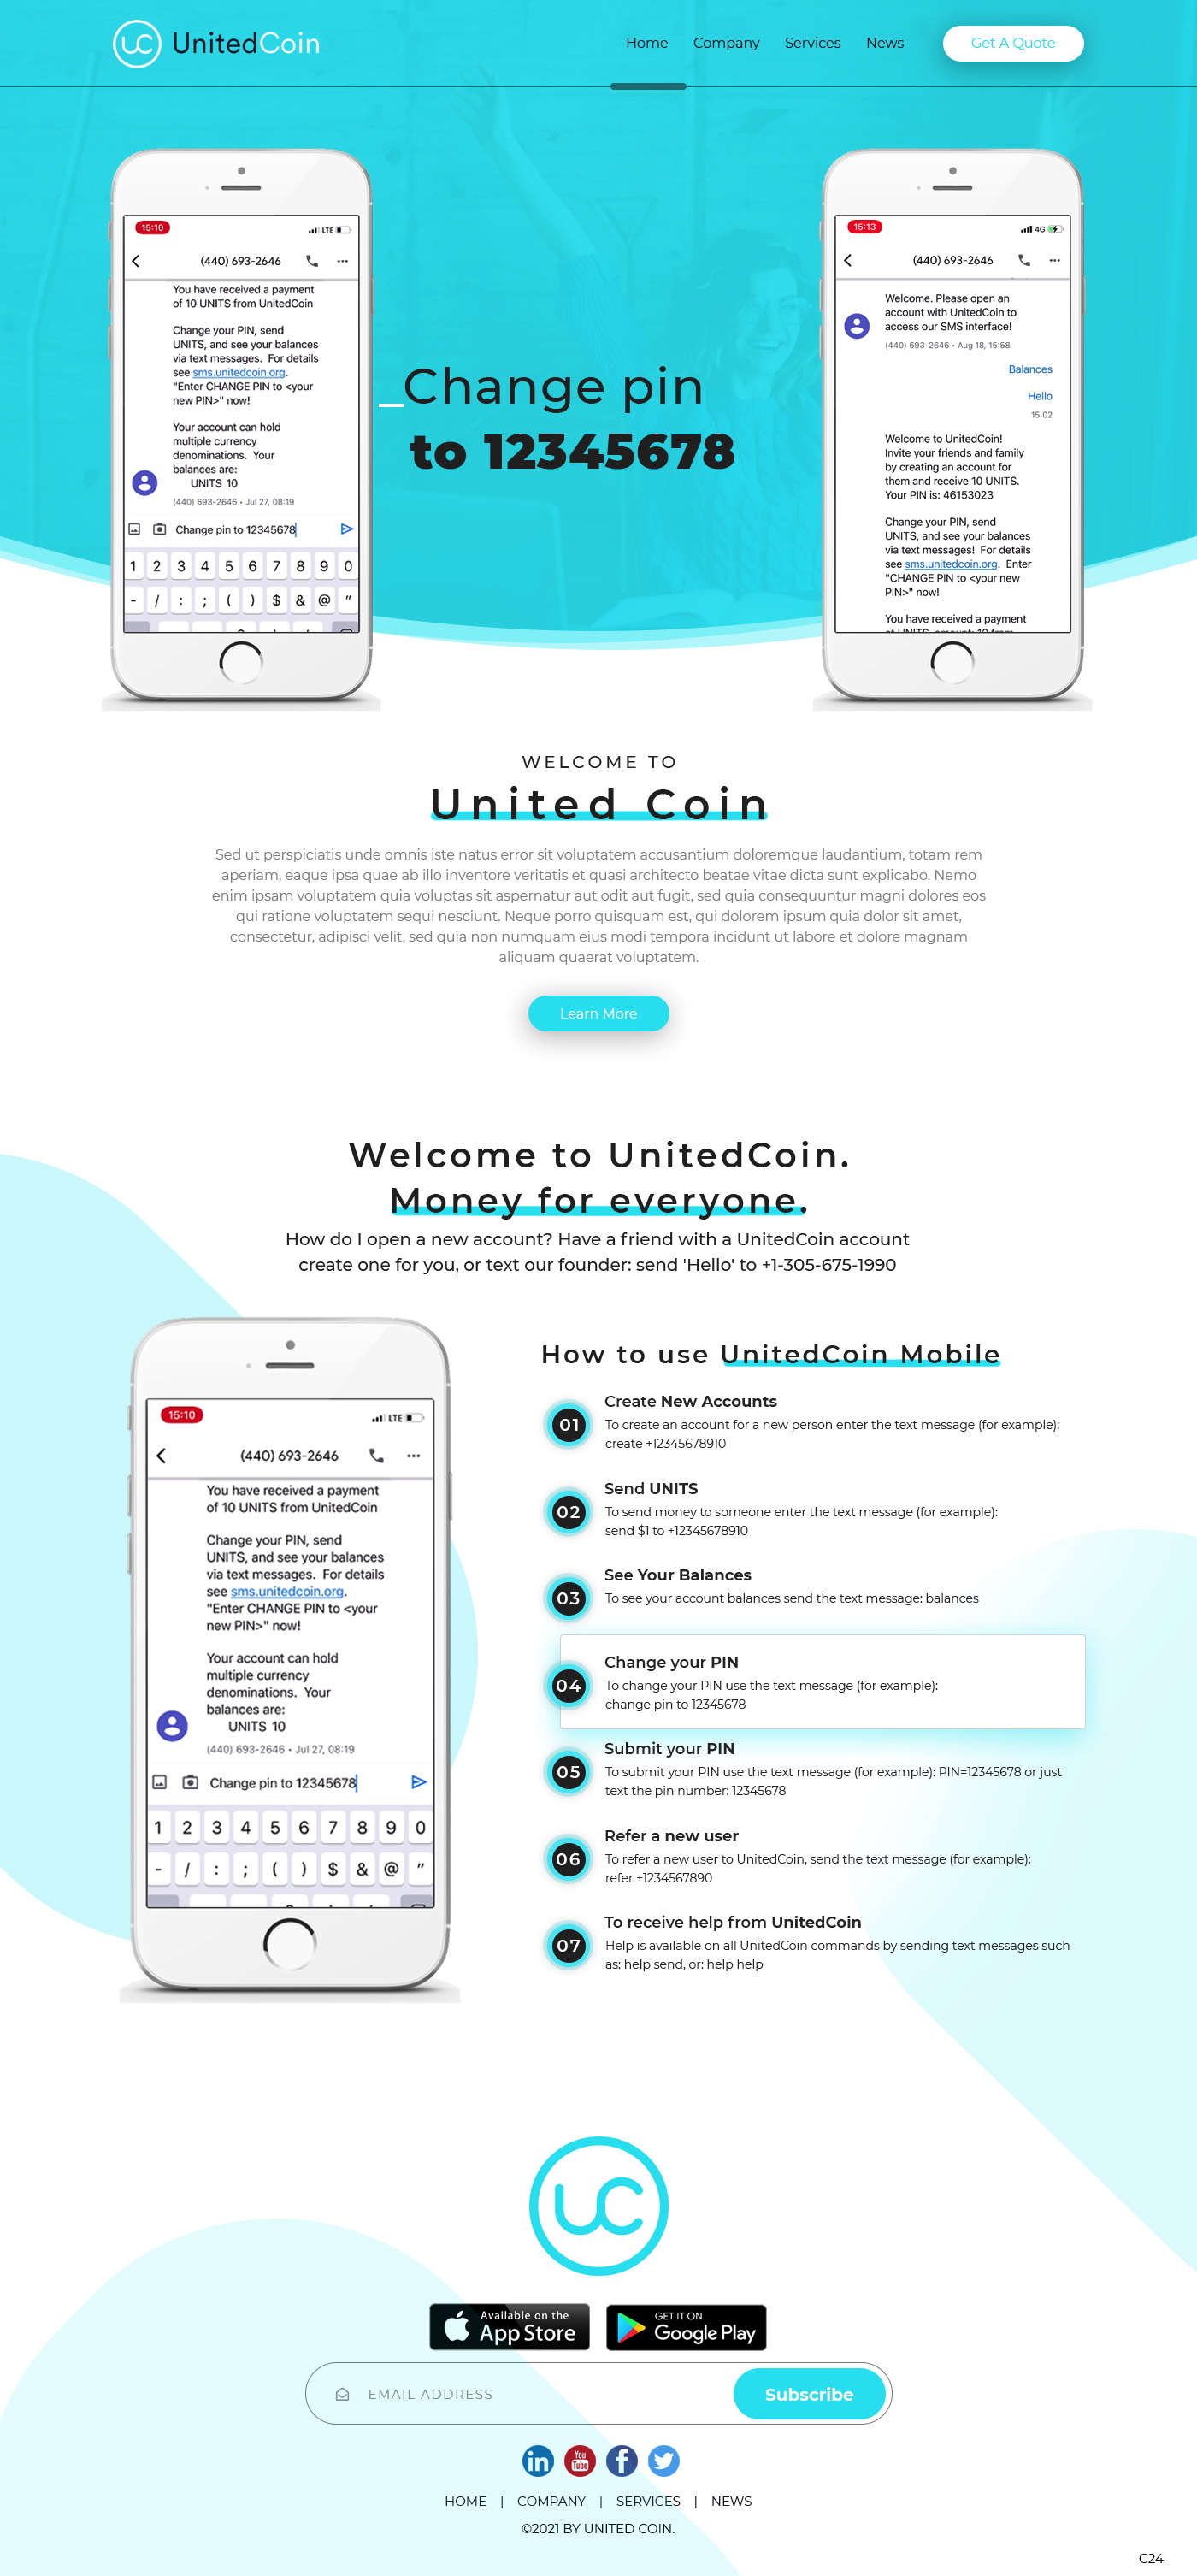 UC UnitedCoin
Home Company Services News Get A Quote
15:10 LTE
(440) 693-2646
You have received a payment
of 10 UNITS from UnitedCoin
Change your PIN, send
UNITS, and see your balances
via text messages. For details
see sms.unitedcoin.org.
"Enter CHANGE PIN to <your
new PIN>" now!
Your account can hold
multiple currency
denominations. Your
balances are:
UNITS 10
(440) 693-2646 • Jul 27, 08:19
Change pin to 12345678
1 2 3 4 5 6 7 8 9 0
- / : ; ( ) $ & @ "
_Change pin
to 12345678
15:13 4G
(440) 693-2646
Welcome. Please open an
account with UnitedCoin to
access our SMS interface!
(440) 693-2646 • Aug 18, 15:58
Balances
Hello
15:02
Welcome to UnitedCoin!
Invite your friends and family
by creating an account for
them and receive 10 UNITS.
Your PIN is: 46153023
Change your PIN, send
UNITS, and see your balances
via text messages! For details
see sms.unitedcoin.org. Enter
"CHANGE PIN to <your new
PIN>" now!
You have received a payment
of UNITS, amount: 10 from
WELCOME TO
United Coin
Sed ut perspiciatis unde omnis iste natus error sit voluptatem accusantium doloremque laudantium, totam rem
aperiam, eaque ipsa quae ab illo inventore veritatis et quasi architecto beatae vitae dicta sunt explicabo. Nemo
enim ipsam voluptatem quia voluptas sit aspernatur aut odit aut fugit, sed quia consequuntur magni dolores eos
qui ratione voluptatem sequi nesciunt. Neque porro quisquam est, qui dolorem ipsum quia dolor sit amet,
consectetur, adipisci velit, sed quia non numquam eius modi tempora incidunt ut labore et dolore magnam
aliquam quaerat voluptatem.
Learn More
Welcome to UnitedCoin.
Money for everyone.
How do I open a new account? Have a friend with a UnitedCoin account
create one for you, or text our founder: send 'Hello' to +1-305-675-1990
15:10 LTE
(440) 693-2646
You have received a payment
of 10 UNITS from UnitedCoin
Change your PIN, send
UNITS, and see your balances
via text messages. For details
see sms.unitedcoin.org.
"Enter CHANGE PIN to <your
new PIN>" now!
Your account can hold
multiple currency
denominations. Your
balances are:
UNITS 10
(440) 693-2646 • Jul 27, 08:19
Change pin to 12345678
1 2 3 4 5 6 7 8 9 0
- / : ; ( ) $ & @ "
How to use UnitedCoin Mobile
01 Create New Accounts
To create an account for a new person enter the text message (for example):
create +12345678910
02 Send UNITS
To send money to someone enter the text message (for example):
send $1 to +12345678910
03 See Your Balances
To see your account balances send the text message: balances
04 Change your PIN
To change your PIN use the text message (for example):
change pin to 12345678
05 Submit your PIN
To submit your PIN use the text message (for example): PIN=12345678 or just
text the pin number: 12345678
06 Refer a new user
To refer a new user to UnitedCoin, send the text message (for example):
refer +1234567890
07 To receive help from UnitedCoin
Help is available on all UnitedCoin commands by sending text messages such
as: help send, or: help help
UC
Available on the
App Store
GET IT ON
Google Play
EMAIL ADDRESS
Subscribe
in You Tube f
HOME | COMPANY | SERVICES | NEWS
©2021 BY UNITED COIN.
C24